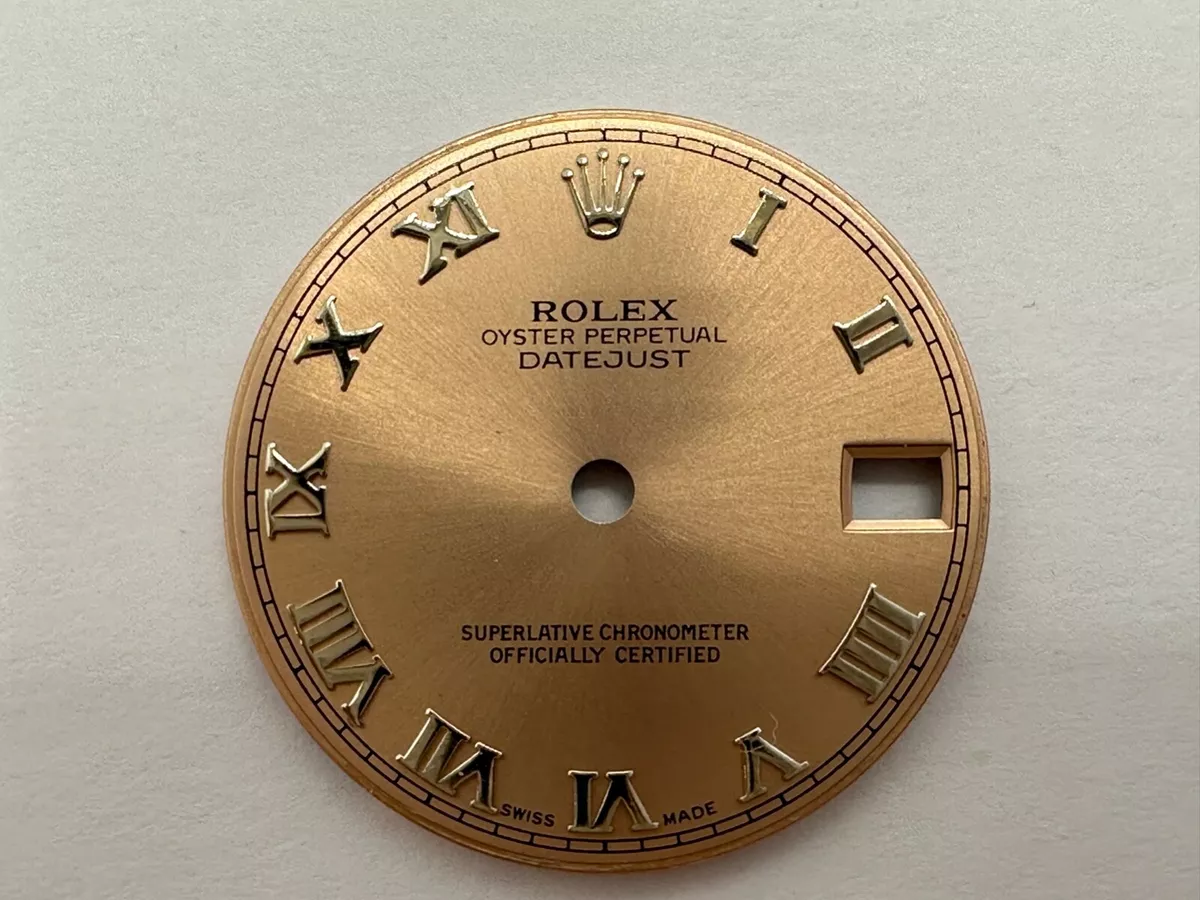 XI
I
X
II
ROLEX
OYSTER PERPETUAL
DATEJUST
IX
SUPERLATIVE CHRONOMETER
OFFICIALLY CERTIFIED
VIII
IIII
VII
VI
V
SWISS MADE